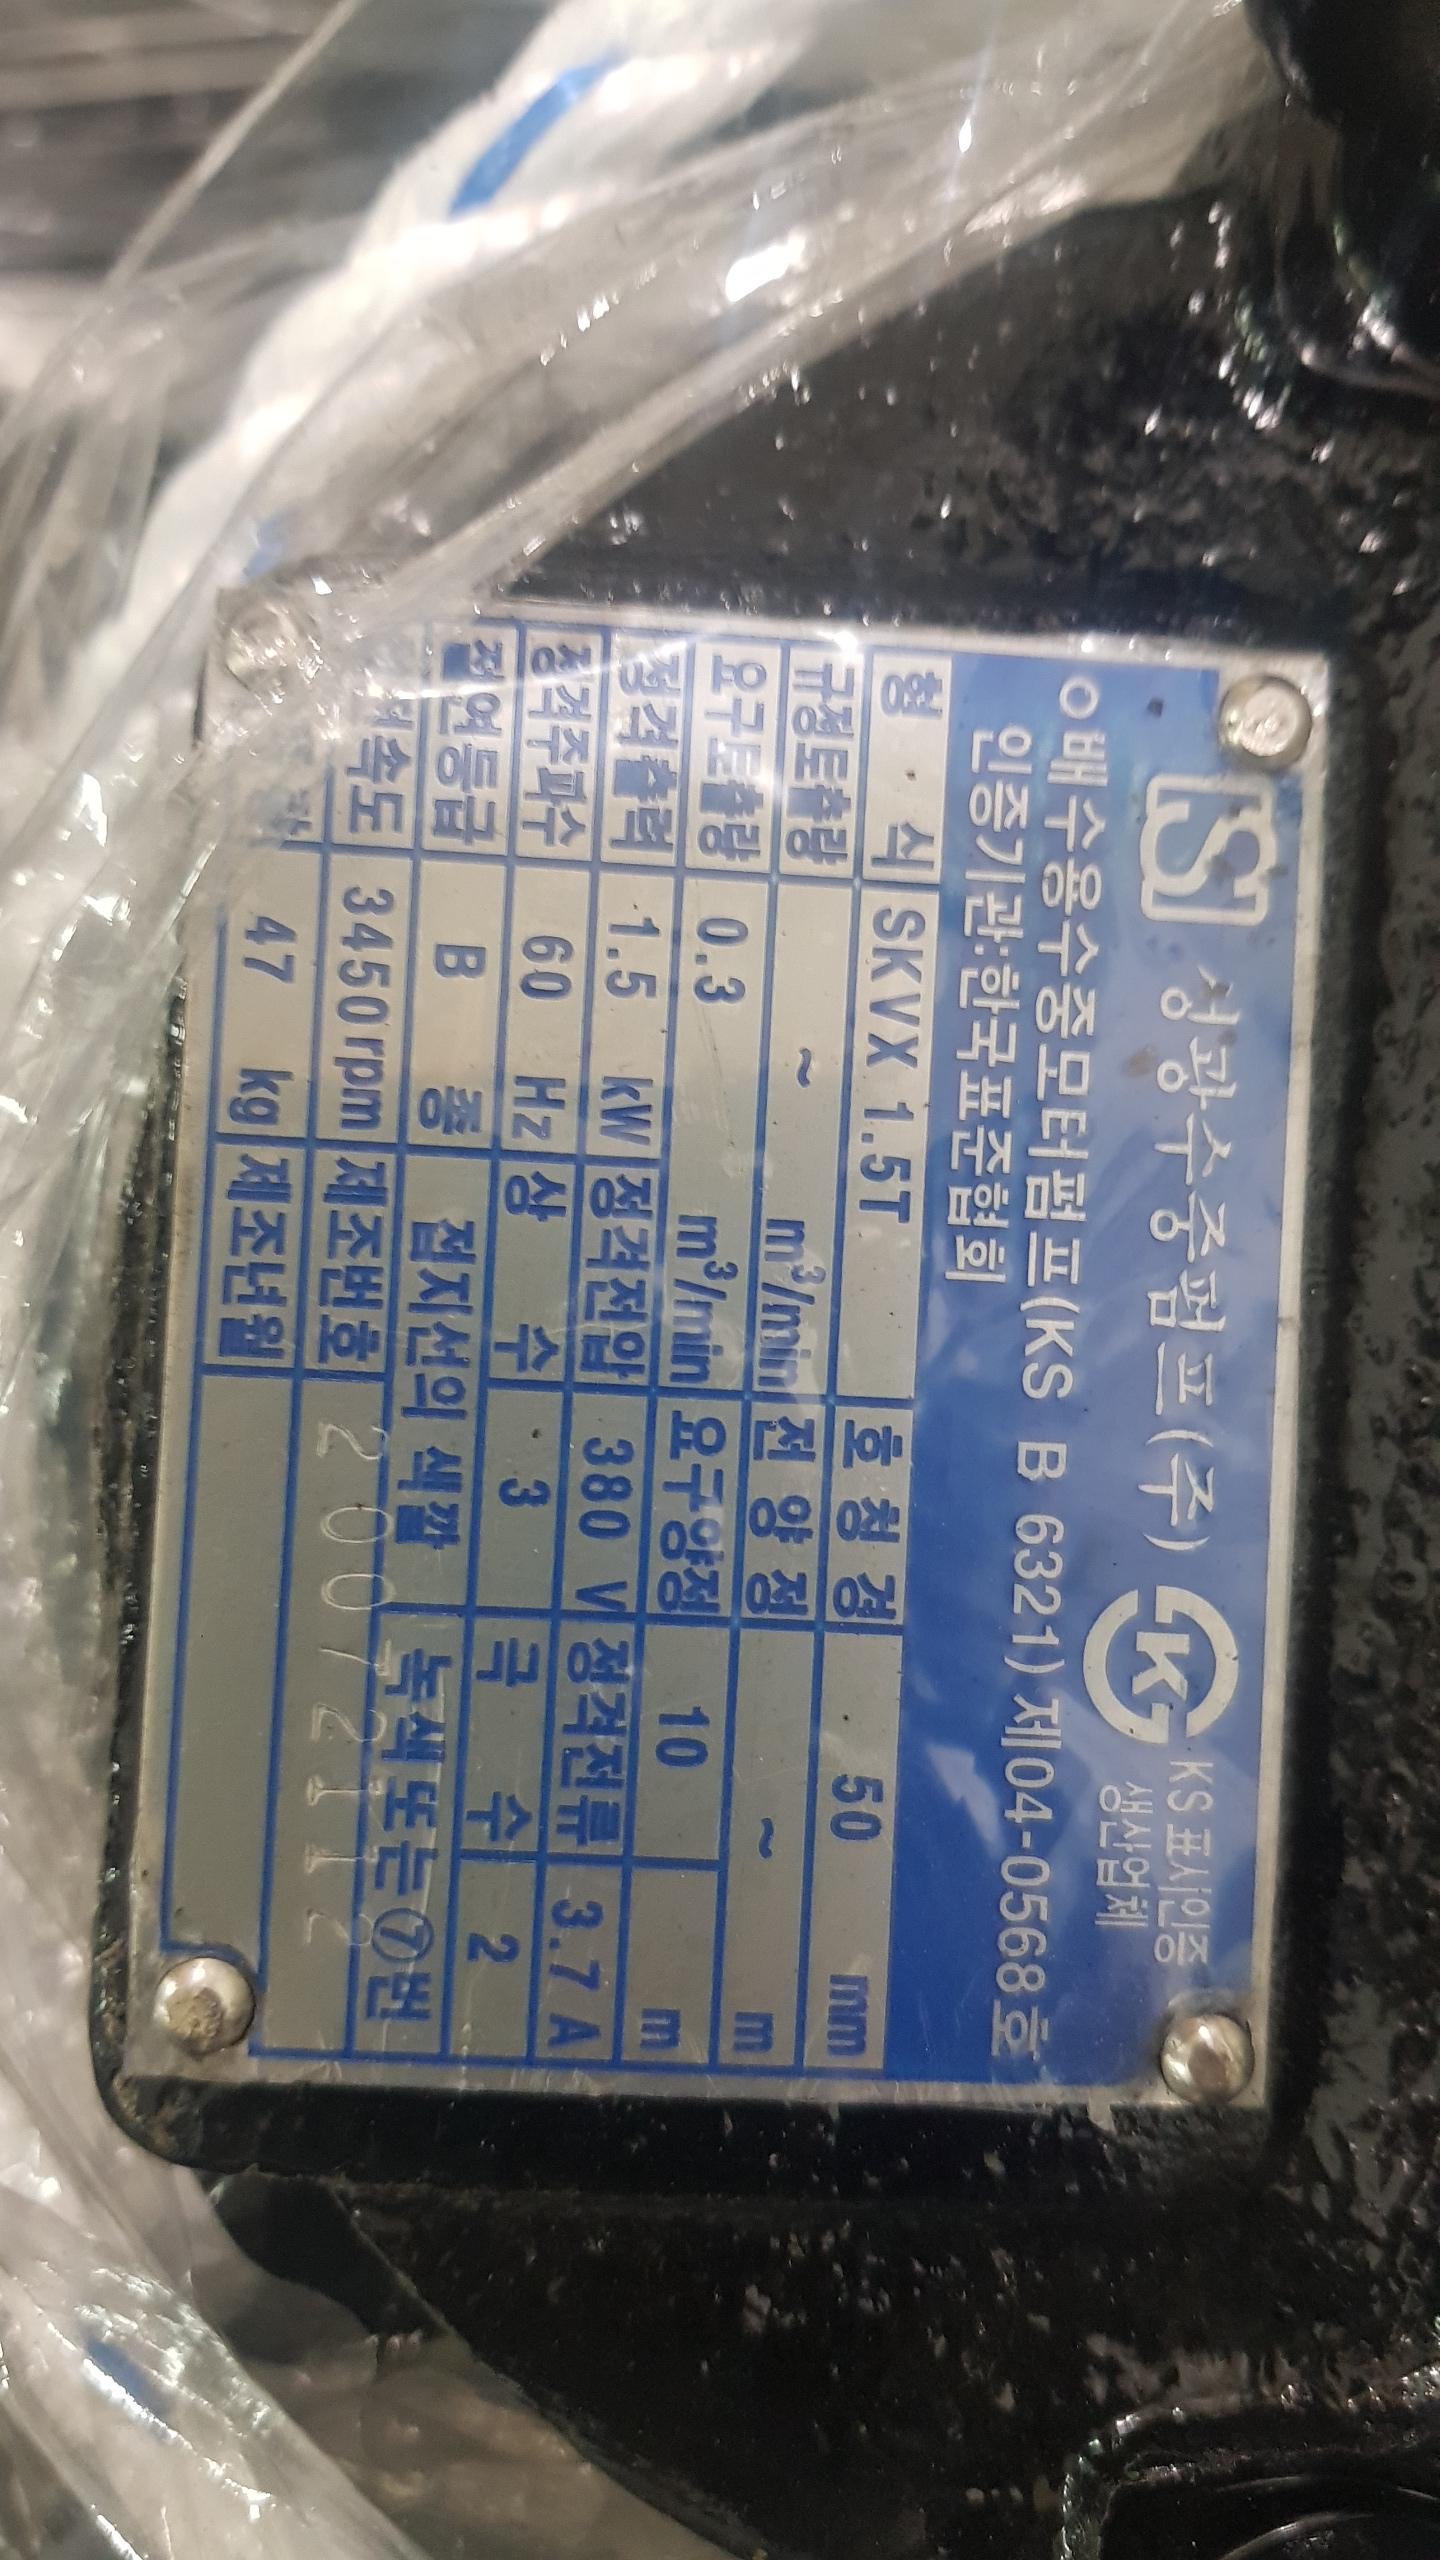 S 성광수중펌프(주) K KS 표시인증
생산업체
o 배수용수중모터펌프(KS B 6321) 제04-0568호
인증기관:한국표준협회
형 식 SKVX 1.5T 호칭경 50 mm
규정토출량 ~ m³/min 전양정 ~ m
요구토출량 0.3 m³/min 요구양정 10 m
정격출력 1.5 kW 정격전압 380 V 정격전류 3.7 A
정격주파수 60 Hz 상 수 3 극 수 2
절연등급 B 종 접지선의 색깔 녹색또는⑦번
속도 3450rpm 제조번호 20072112
47 kg 제조년월